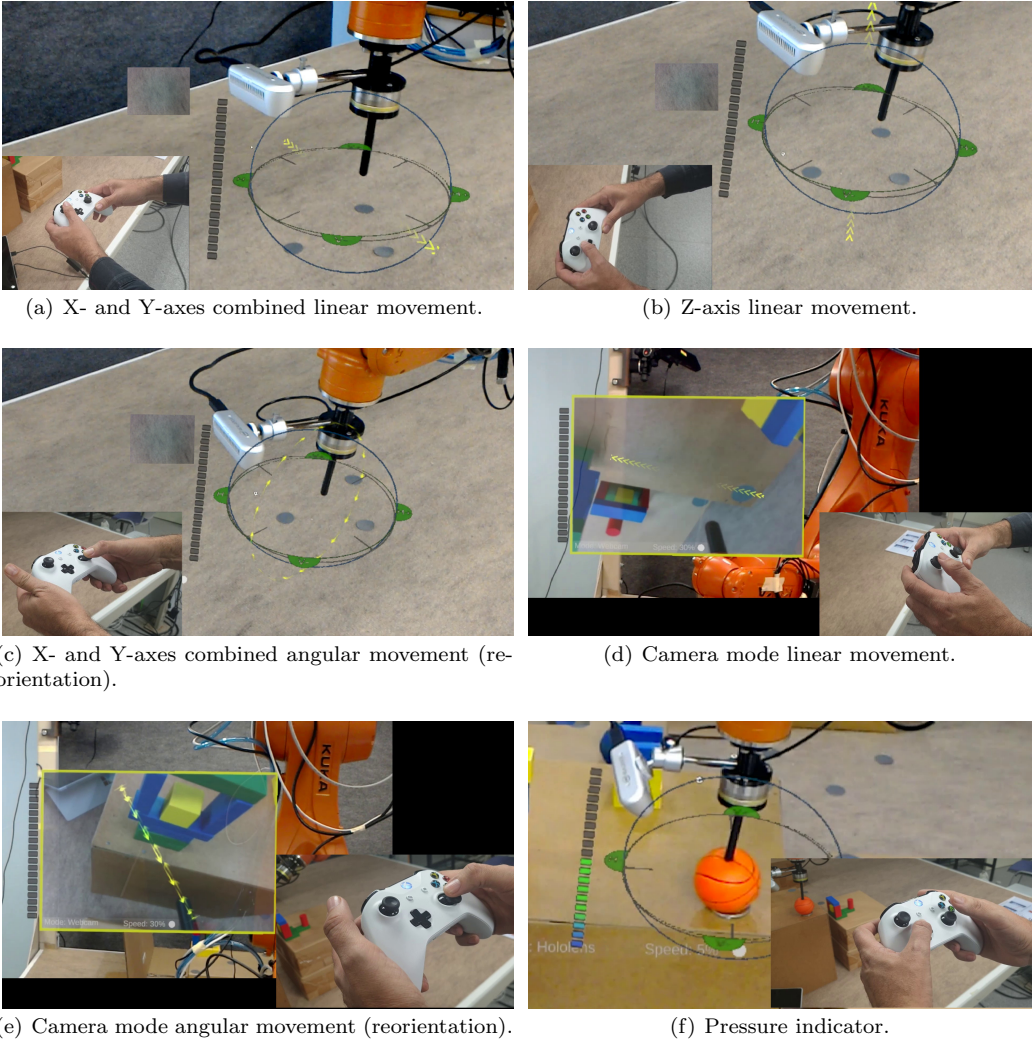 (a) X- and Y-axes combined linear movement.
(b) Z-axis linear movement.
(c) X- and Y-axes combined angular movement (re-
orientation).
KUKA
Speed: 30%
(d) Camera mode linear movement.
KUKA
Mode: Webcam Speed: 30%
(e) Camera mode angular movement (reorientation).
: Hololens Speed: 5%
(f) Pressure indicator.